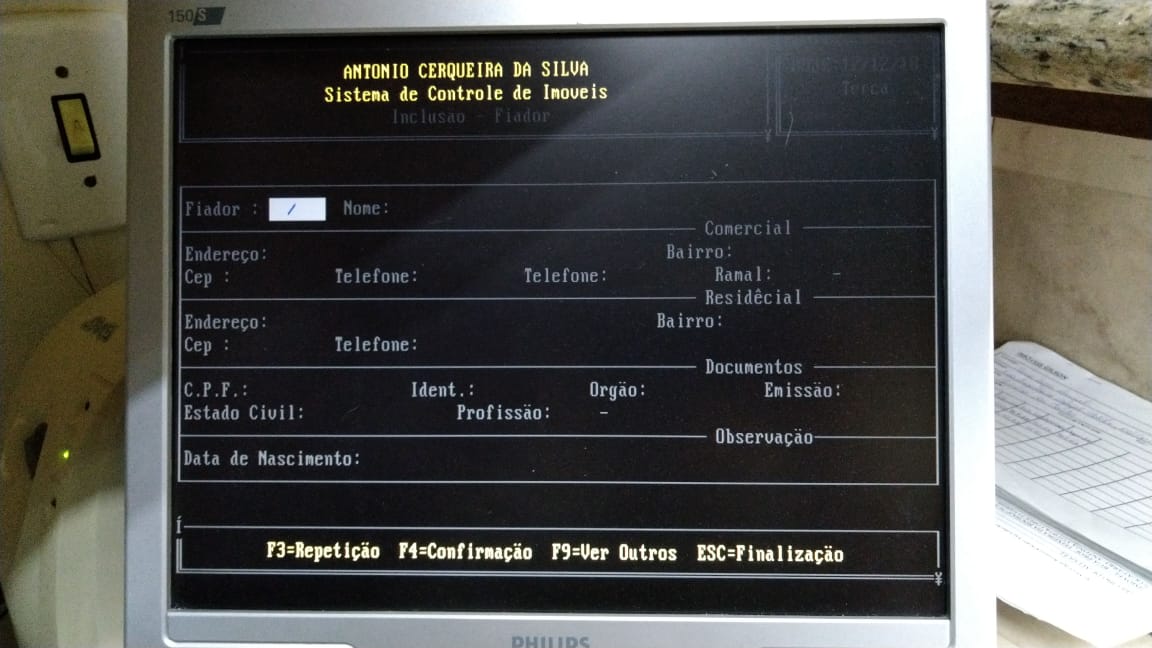 150S
ANTONIO CERQUEIRA DA SILVA
Sistema de Controle de Imoveis
Inclusao - Fiador
Terca
Fiador : / Nome:
Comercial
Endereço: Bairro:
Cep : Telefone: Telefone: Ramal: -
Residêcial
Endereço: Bairro:
Cep : Telefone:
Documentos
C.P.F.: Ident.: Orgão: Emissão:
Estado Civil: Profissão: -
Observação
Data de Nascimento:
F3=Repetição F4=Confirmação F9=Ver Outros ESC=Finalização
PHILIPS